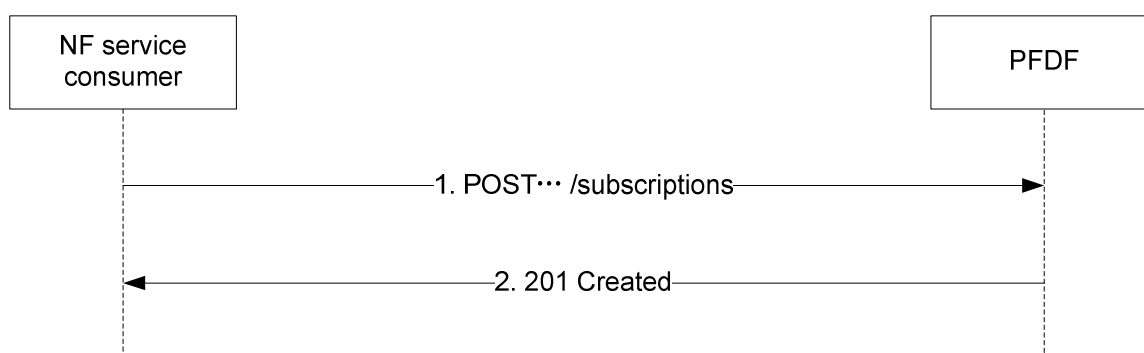 NF service
consumer
PFDF
1. POST··· /subscriptions
2. 201 Created